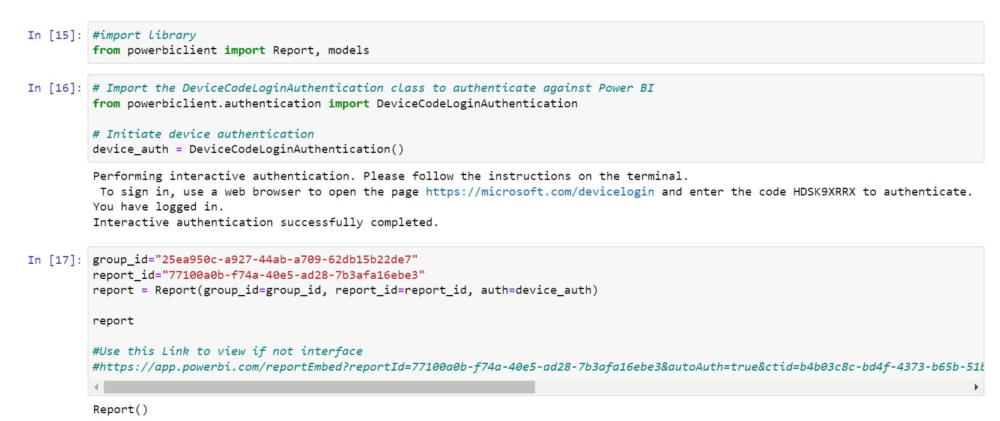 In [15]: #import library
from powerbiclient import Report, models
In [16]: # Import the DeviceCodeLoginAuthentication class to authenticate against Power BI
from powerbiclient.authentication import DeviceCodeLoginAuthentication
# Initiate device authentication
device_auth = DeviceCodeLoginAuthentication()
Performing interactive authentication. Please follow the instructions on the terminal.
To sign in, use a web browser to open the page https://microsoft.com/devicelogin and enter the code HDSK9XRRX to authenticate.
You have logged in.
Interactive authentication successfully completed.
In [17]: group_id="25ea950c-a927-44ab-a709-62db15b22de7"
report_id="77100a0b-f74a-40e5-ad28-7b3afa16ebe3"
report = Report(group_id=group_id, report_id=report_id, auth=device_auth)
report
#Use this Link to view if not interface
#https://app.powerbi.com/reportEmbed?reportId=77100a0b-f74a-40e5-ad28-7b3afa16ebe3&autoAuth=true&ctid=b4b03c8c-bd4f-4373-b65b-51b
Report()